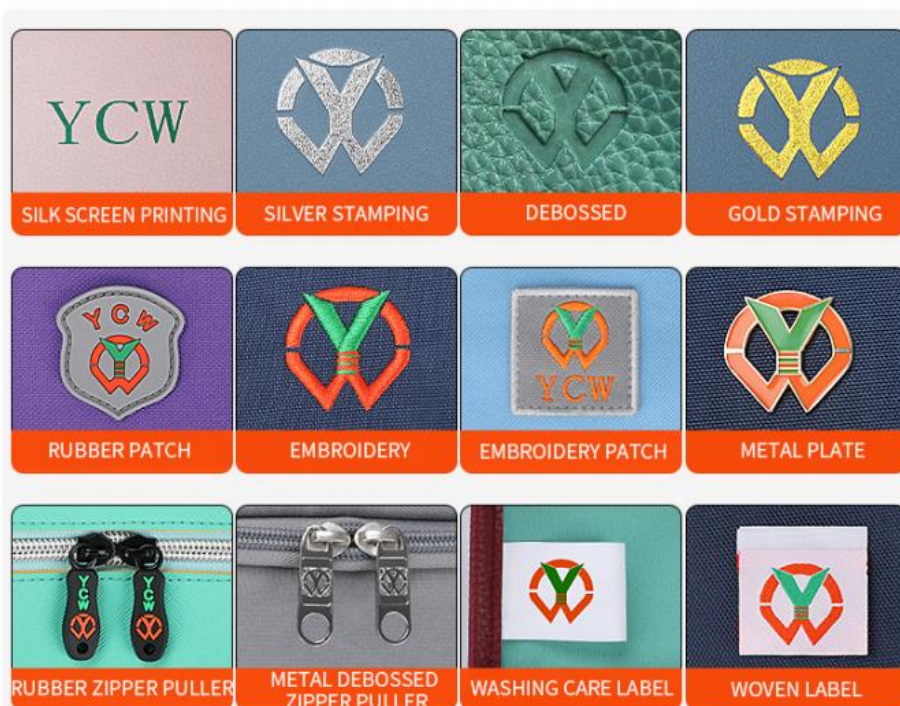 YCW
SILK SCREEN PRINTING
SILVER STAMPING
DEBOSSED
GOLD STAMPING
YCW
RUBBER PATCH
EMBROIDERY
YCW
EMBROIDERY PATCH
METAL PLATE
YCW
YCW
RUBBER ZIPPER PULLER
METAL DEBOSSED
ZIPPER PULLER
WASHING CARE LABEL
WOVEN LABEL